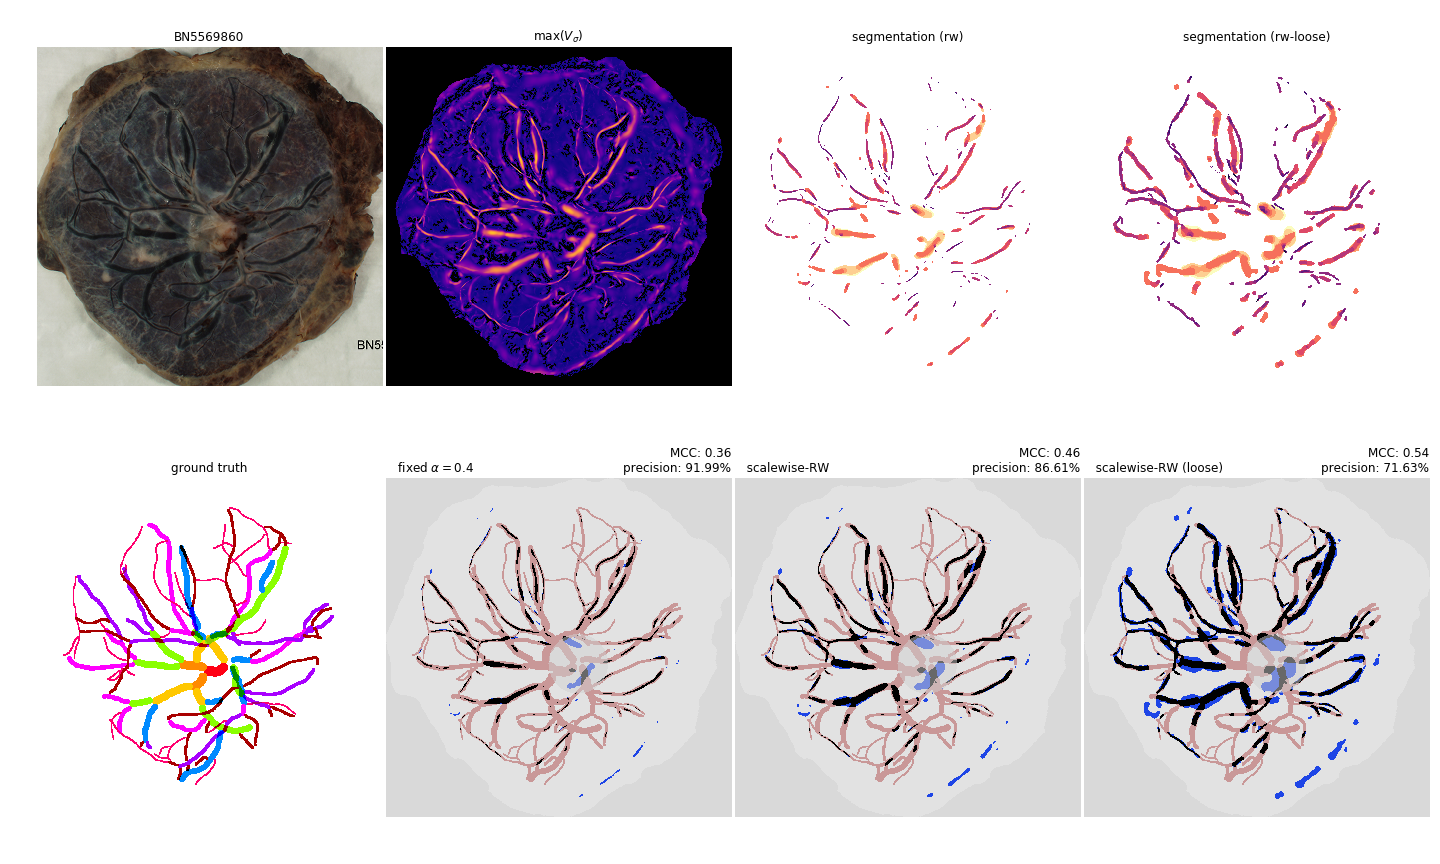 BN5569860
max(Vσ)
segmentation (rw)
segmentation (rw-loose)
BN5
ground truth
fixed α = 0.4
MCC: 0.36
precision: 91.99%
scalewise-RW
MCC: 0.46
precision: 86.61%
scalewise-RW (loose)
MCC: 0.54
precision: 71.63%